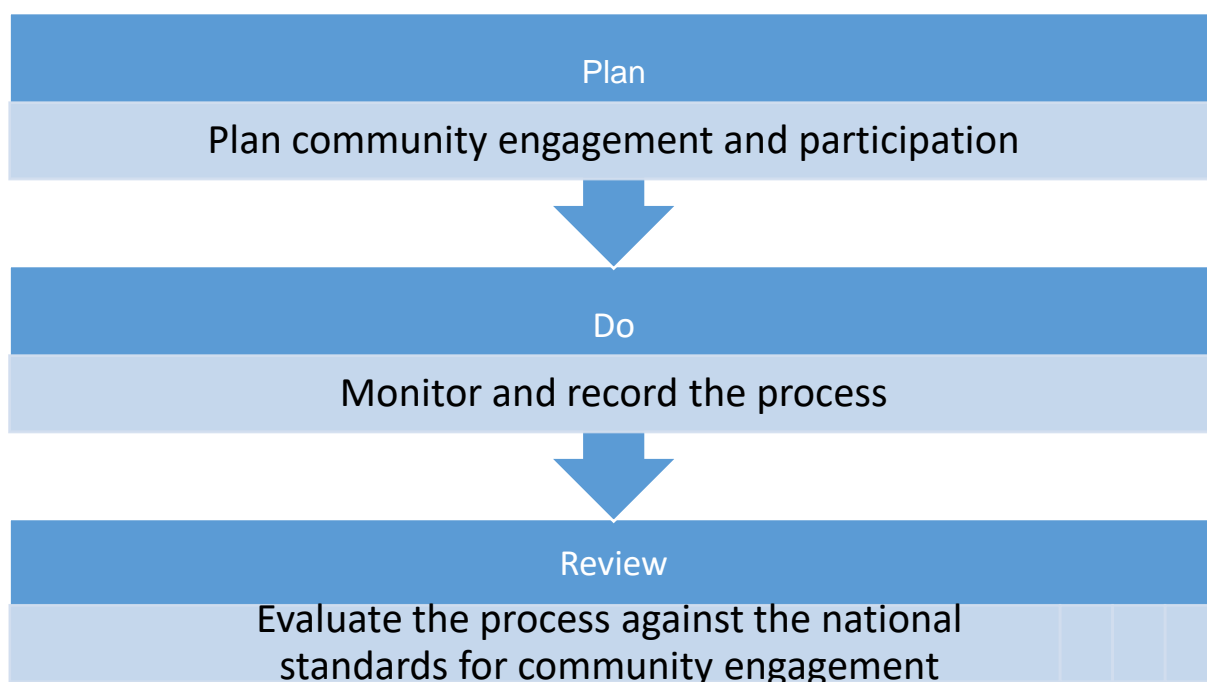 Plan
Plan community engagement and participation
Do
Monitor and record the process
Review
Evaluate the process against the national
standards for community engagement